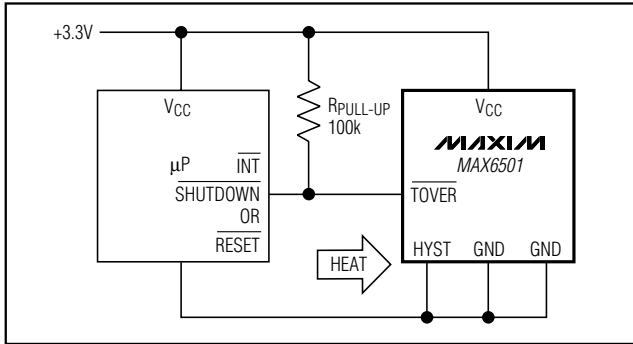 +3.3V
VCC
RPULL-UP
100k
VCC
MAXIM
MAX6501
µP
INT
SHUTDOWN
OR
RESET
TOVER
HEAT
HYST GND GND